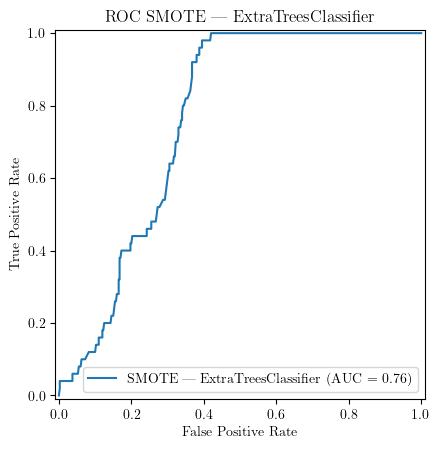 ROC SMOTE — ExtraTreesClassifier
1.0
0.8
0.6
0.4
0.2
0.0
True Positive Rate
SMOTE — ExtraTreesClassifier (AUC = 0.76)
0.0 0.2 0.4 0.6 0.8 1.0
False Positive Rate